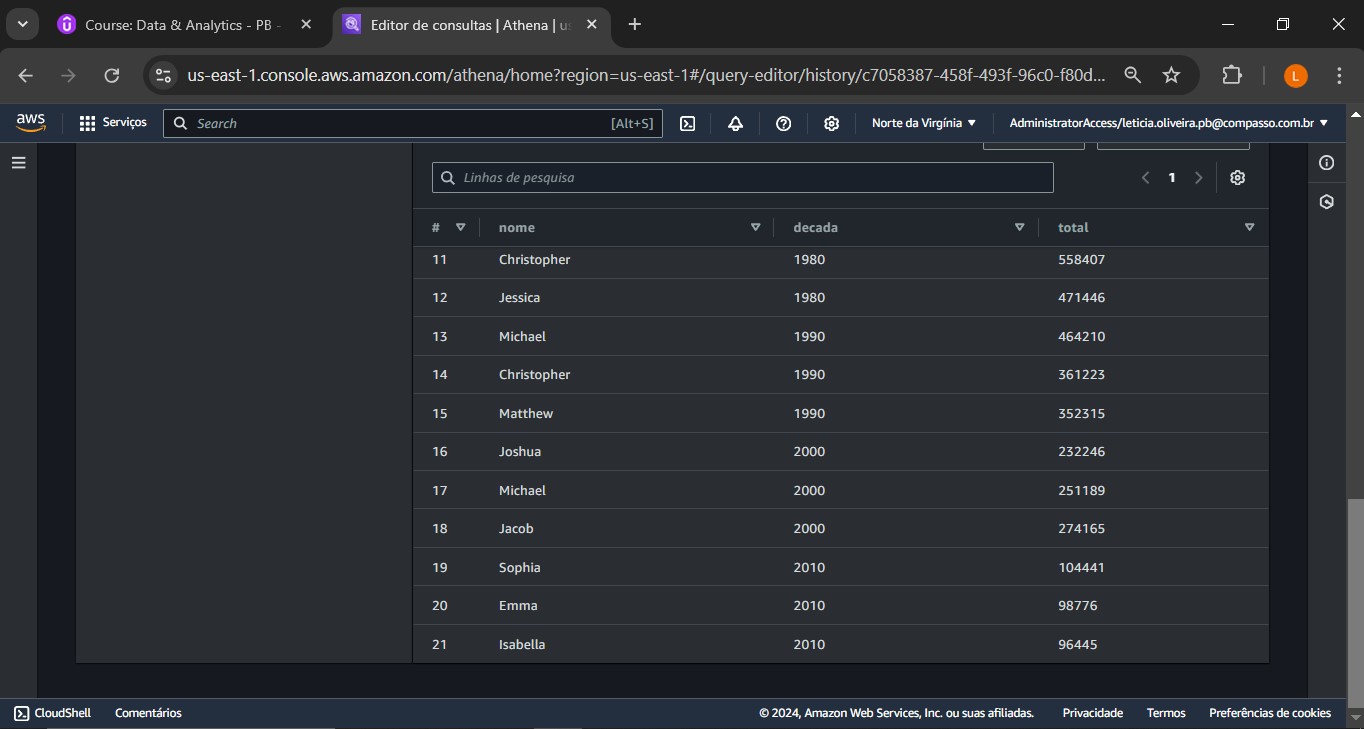 Course: Data & Analytics - PB -
Editor de consultas | Athena | us
us-east-1.console.aws.amazon.com/athena/home?region=us-east-1#/query-editor/history/c7058387-458f-493f-96c0-f80d...
L
aws Serviços Search [Alt+S] Norte da Virgínia AdministratorAccess/leticia.oliveira.pb@compasso.com.br
Linhas de pesquisa 1
# nome decada total
11 Christopher 1980 558407
12 Jessica 1980 471446
13 Michael 1990 464210
14 Christopher 1990 361223
15 Matthew 1990 352315
16 Joshua 2000 232246
17 Michael 2000 251189
18 Jacob 2000 274165
19 Sophia 2010 104441
20 Emma 2010 98776
21 Isabella 2010 96445
CloudShell Comentários © 2024, Amazon Web Services, Inc. ou suas afiliadas. Privacidade Termos Preferências de cookies